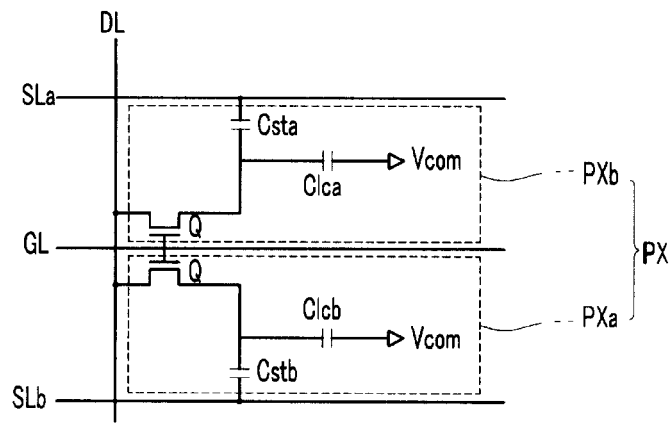 DL
SLa
Csta
Vcom
Clca
PXb
Q
GL
PX
Q
Clcb
PXa
Vcom
Cstb
SLb